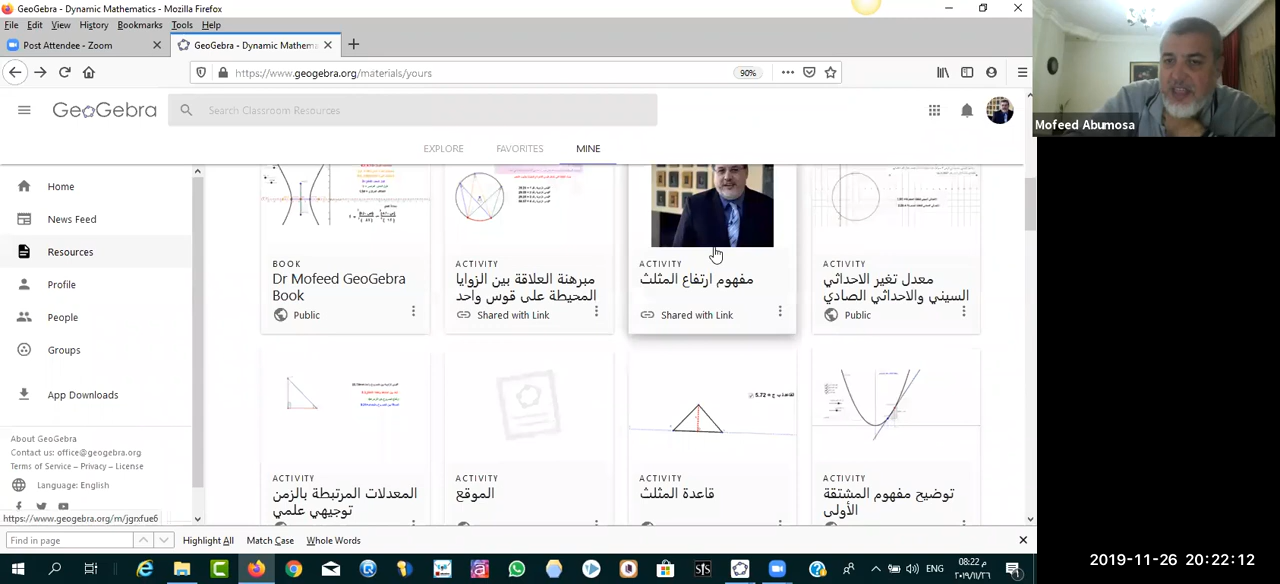 GeoGebra - Dynamic Mathematics - Mozilla Firefox
File Edit View History Bookmarks Tools Help
Post Attendee - Zoom
GeoGebra - Dynamic Mathema
https://www.geogebra.org/materials/yours
90%
GeoGebra
Search Classroom Resources
EXPLORE FAVORITES MINE
Mofeed Abumosa
Home
News Feed
Resources
Profile
People
Groups
App Downloads
About GeoGebra
Contact us: office@geogebra.org
Terms of Service – Privacy – License
Language: English
https://www.geogebra.org/m/jgrxfue6
BOOK
Dr Mofeed GeoGebra
Book
Public
ACTIVITY
مبرهنة العلاقة بين الزوايا
المحيطة على قوس واحد
Shared with Link
ACTIVITY
مفهوم ارتفاع المثلث
Shared with Link
ACTIVITY
معدل تغير الاحداثي
السيني والاحداثي الصادي
Public
ACTIVITY
المعدلات المرتبطة بالزمن
توجيهي علمي
ACTIVITY
الموقع
ACTIVITY
قاعدة المثلث
ACTIVITY
توضيح مفهوم المشتقة
الأولى
Find in page
Highlight All Match Case Whole Words
ENG
08:22 م
٢٠١٩/١١/٢٦
2019-11-26 20:22:12